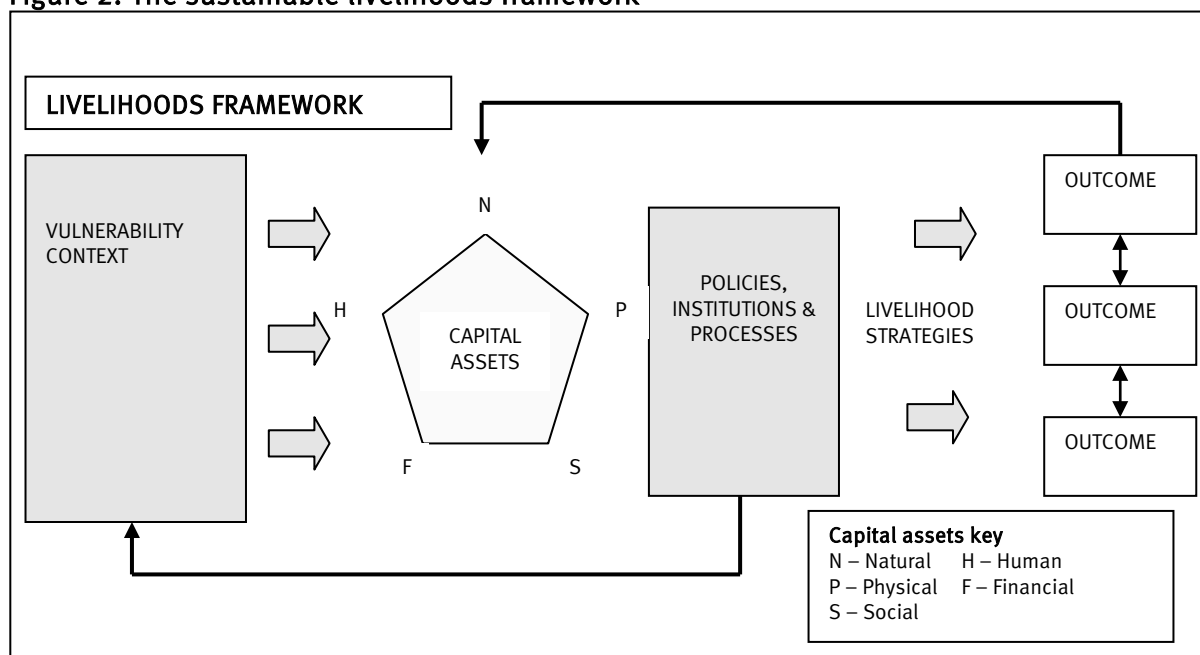 Figure 2: The sustainable livelihoods framework
LIVELIHOODS FRAMEWORK
VULNERABILITY
CONTEXT
N
H
P
CAPITAL
ASSETS
F
S
POLICIES,
INSTITUTIONS &
PROCESSES
LIVELIHOOD
STRATEGIES
OUTCOME
OUTCOME
OUTCOME
Capital assets key
N – Natural H – Human
P – Physical F – Financial
S – Social